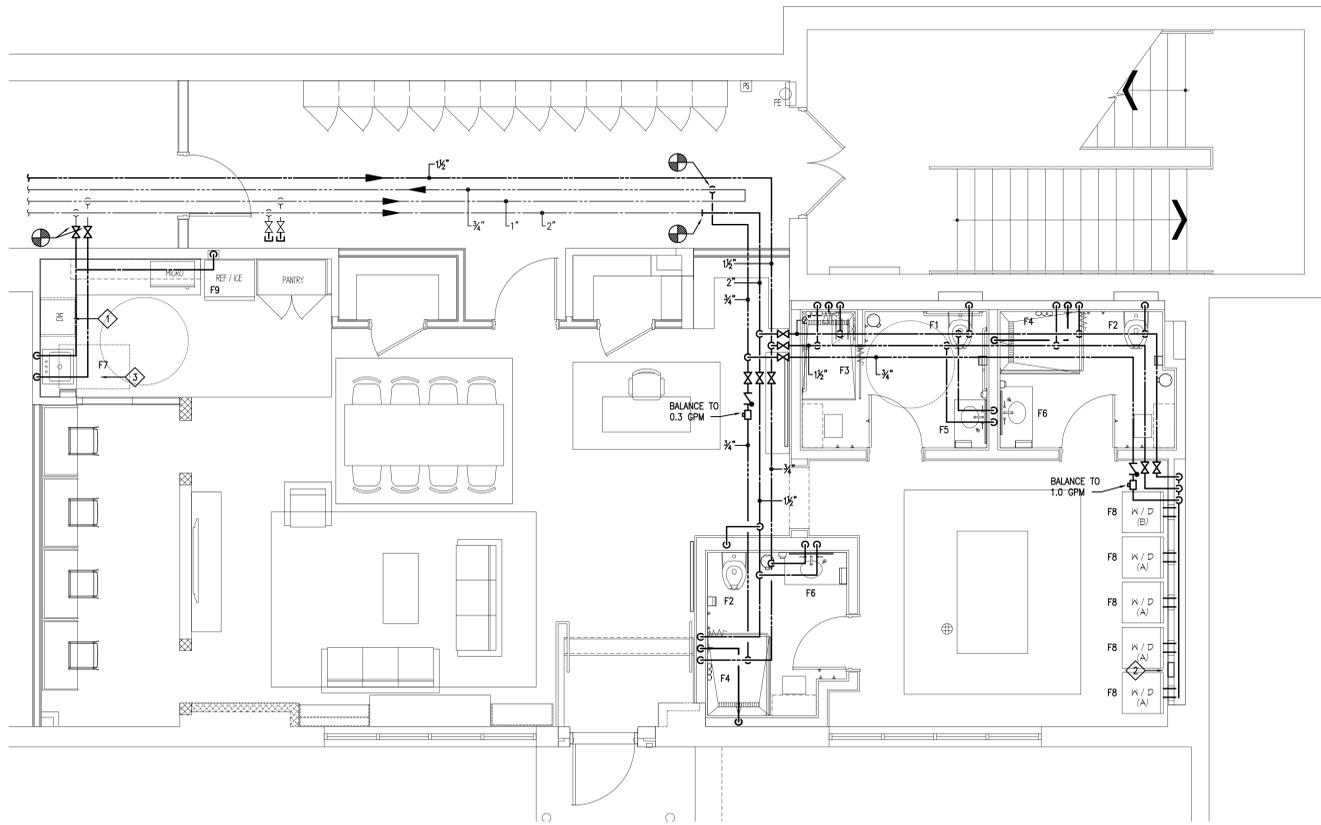 PS
FE
1½"
¾"
1"
2"
MICRO
REF / ICE
PANTRY
F9
1½"
2"
¾"
DW
1
F7
3
2"
F1
F4
F2
1½"
F3
¾"
F5
F6
BALANCE TO
0.3 GPM
¾"
¾"
1½"
BALANCE TO
1.0 GPM
F8
W / D
(B)
F8
W / D
(A)
F8
W / D
(A)
F8
W / D
(A)
2
F8
W / D
(A)
F2
F6
F4